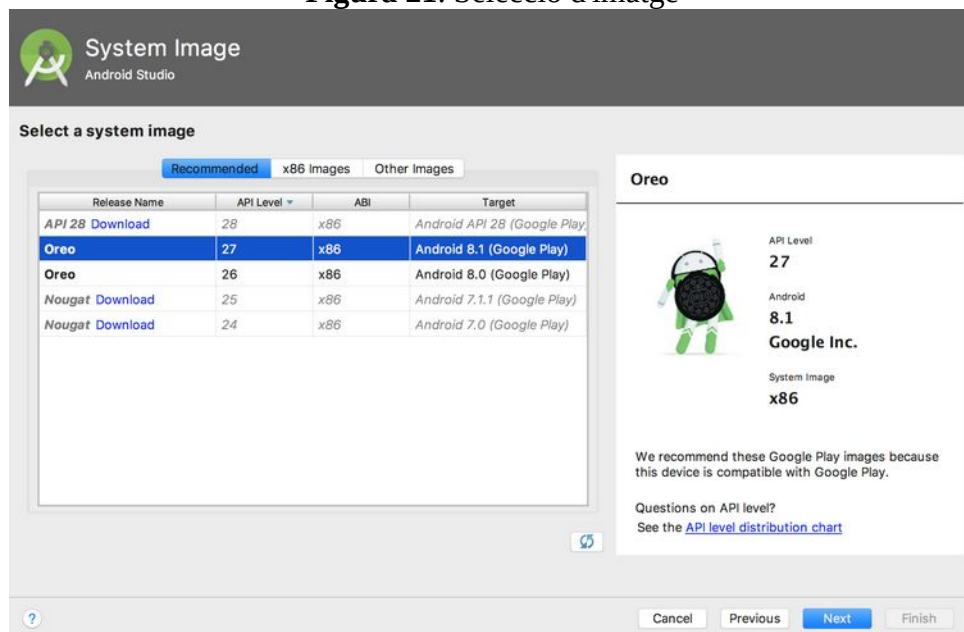 Figura 21. Selecció d'imatge
System Image
Android Studio
Select a system image
Recommended x86 Images Other Images
Release Name API Level ABI Target
API 28 Download 28 x86 Android API 28 (Google Play
Oreo 27 x86 Android 8.1 (Google Play)
Oreo 26 x86 Android 8.0 (Google Play)
Nougat Download 25 x86 Android 7.1.1 (Google Play)
Nougat Download 24 x86 Android 7.0 (Google Play)
Oreo
API Level
27
Android
8.1
Google Inc.
System Image
x86
We recommend these Google Play images because
this device is compatible with Google Play.
Questions on API level?
See the API level distribution chart
? Cancel Previous Next Finish